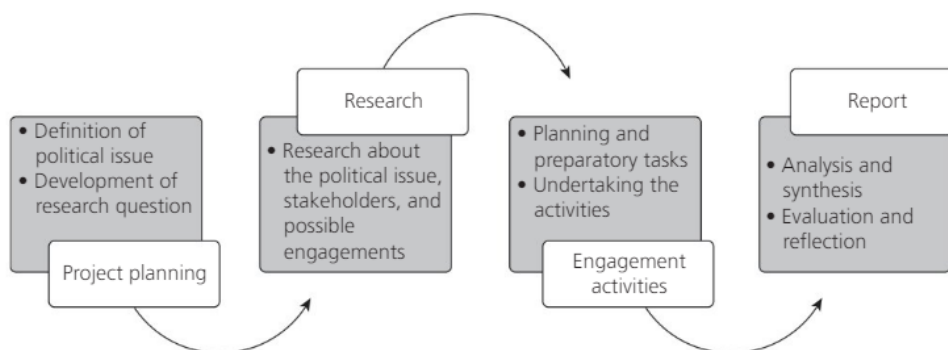 • Definition of
political issue
• Development of
research question
Project planning
Research
• Research about
the political issue,
stakeholders, and
possible
engagements
• Planning and
preparatory tasks
• Undertaking the
activities
Engagement
activities
Report
• Analysis and
synthesis
• Evaluation and
reflection